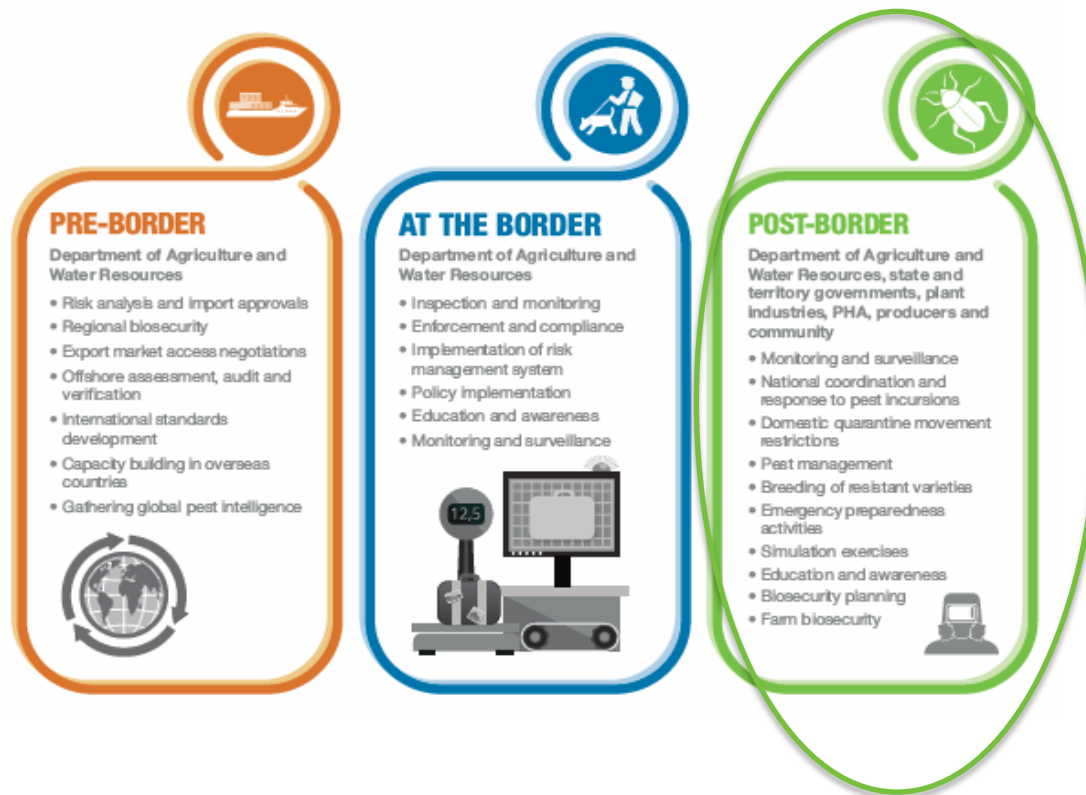 PRE-BORDER
Department of Agriculture and
Water Resources
• Risk analysis and import approvals
• Regional biosecurity
• Export market access negotiations
• Offshore assessment, audit and
verification
• International standards
development
• Capacity building in overseas
countries
• Gathering global pest intelligence
AT THE BORDER
Department of Agriculture and
Water Resources
• Inspection and monitoring
• Enforcement and compliance
• Implementation of risk
management system
• Policy implementation
• Education and awareness
• Monitoring and surveillance
12,5
POST-BORDER
Department of Agriculture and
Water Resources, state and
territory governments, plant
industries, PHA, producers and
community
• Monitoring and surveillance
• National coordination and
response to pest incursions
• Domestic quarantine movement
restrictions
• Pest management
• Breeding of resistant varieties
• Emergency preparedness
activities
• Simulation exercises
• Education and awareness
• Biosecurity planning
• Farm biosecurity